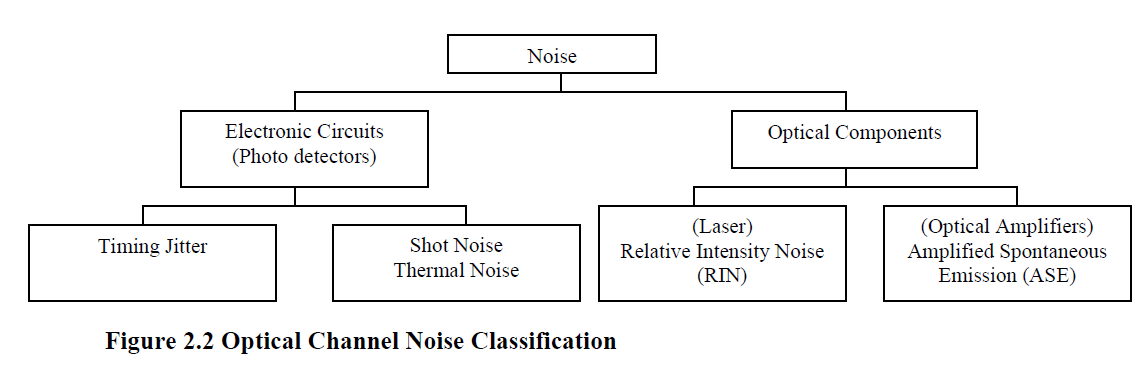 Noise
Electronic Circuits
(Photo detectors)
Optical Components
Timing Jitter
Shot Noise
Thermal Noise
(Laser)
Relative Intensity Noise
(RIN)
(Optical Amplifiers)
Amplified Spontaneous
Emission (ASE)
Figure 2.2 Optical Channel Noise Classification